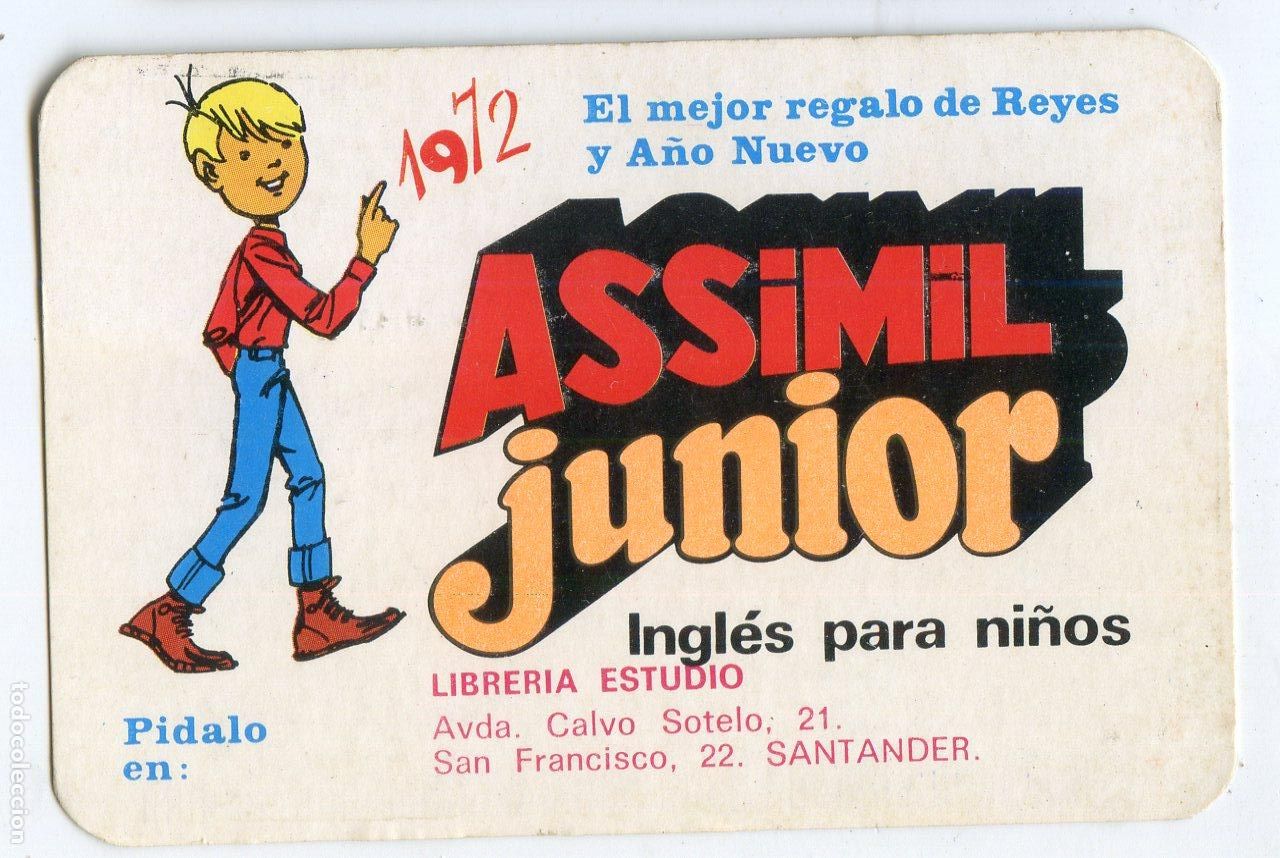 1972
El mejor regalo de Reyes
y Año Nuevo
ASSiMiL
junior
Inglés para niños
LIBRERIA ESTUDIO
Avda. Calvo Sotelo, 21.
San Francisco, 22. SANTANDER.
Pidalo
en:
todocoleccion